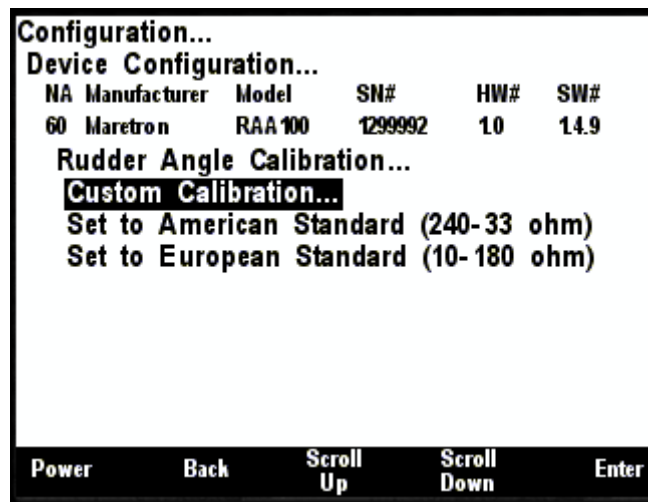 Configuration...
Device Configuration...
NA Manufacturer Model SN# HW# SW#
60 Maretron RAA100 1299992 1.0 1.4.9
Rudder Angle Calibration...
Custom Calibration...
Set to American Standard (240-33 ohm)
Set to European Standard (10-180 ohm)
Power Back Scroll Up Scroll Down Enter